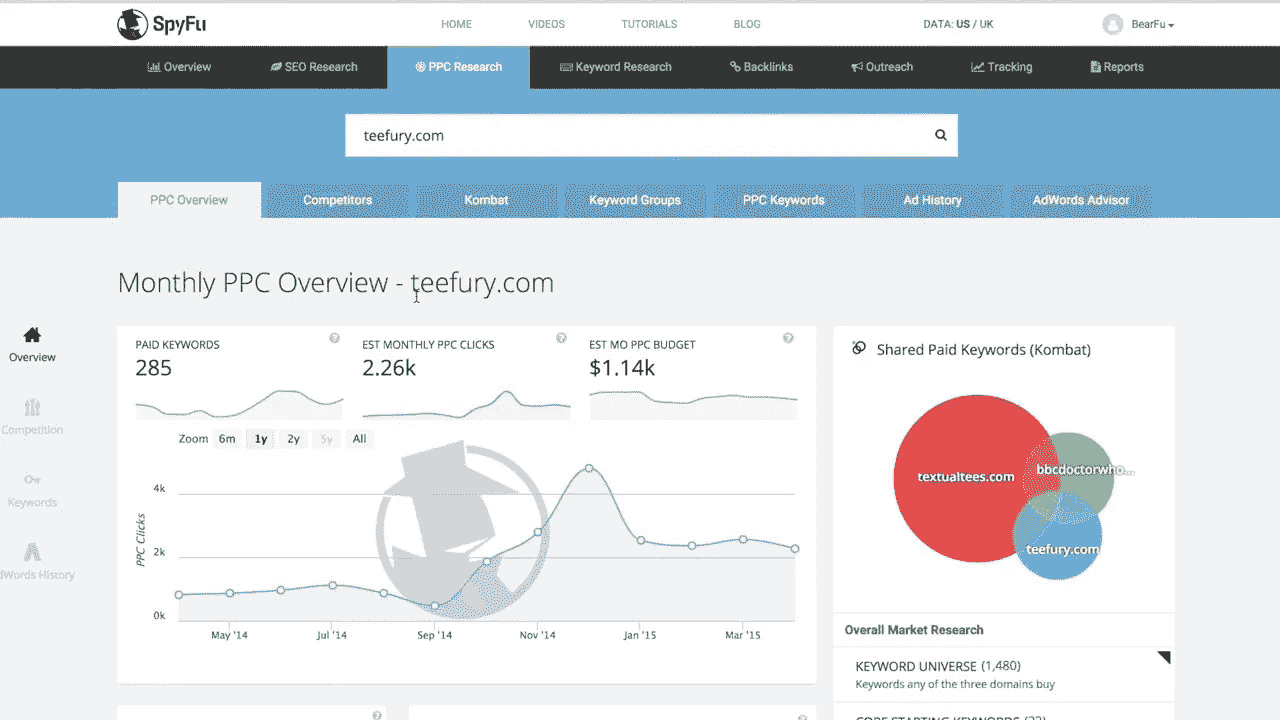 SpyFu
HOME VIDEOS TUTORIALS BLOG DATA: US / UK BearFu
Overview SEO Research PPC Research Keyword Research Backlinks Outreach Tracking Reports
teefury.com
PPC Overview Competitors Kombat Keyword Groups PPC Keywords Ad History AdWords Advisor
Monthly PPC Overview - teefury.com
Overview
Competition
Keywords
dWords History
PAID KEYWORDS
285
EST MONTHLY PPC CLICKS
2.26k
EST MO PPC BUDGET
$1.14k
Zoom 6m 1y 2y 5y All
PPC Clicks
4k
2k
0k
May '14 Jul '14 Sep '14 Nov '14 Jan '15 Mar '15
Shared Paid Keywords (Kombat)
textualtees.com
bbcdoctorwho
teefury.com
Overall Market Research
KEYWORD UNIVERSE (1,480)
Keywords any of the three domains buy
CORE STARTING KEYWORDS